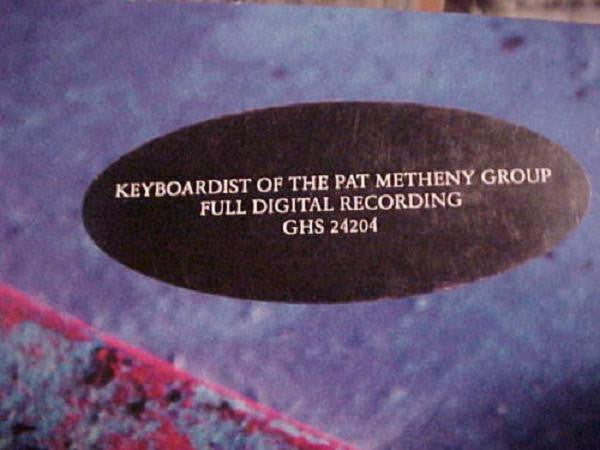 KEYBOARDIST OF THE PAT METHENY GROUP
FULL DIGITAL RECORDING
GHS 24204